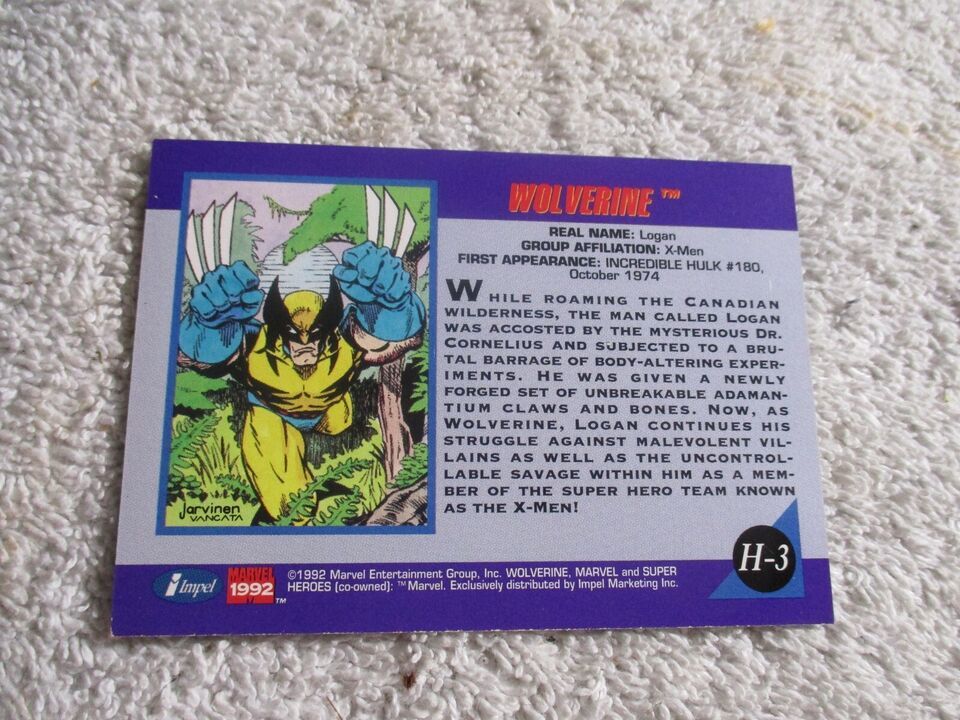 WOLVERINE ™
REAL NAME: Logan
GROUP AFFILIATION: X-Men
FIRST APPEARANCE: INCREDIBLE HULK #180,
October 1974
WHILE ROAMING THE CANADIAN
WILDERNESS, THE MAN CALLED LOGAN
WAS ACCOSTED BY THE MYSTERIOUS DR.
CORNELIUS AND SUBJECTED TO A BRU-
TAL BARRAGE OF BODY-ALTERING EXPER-
IMENTS. HE WAS GIVEN A NEWLY
FORGED SET OF UNBREAKABLE ADAMAN-
TIUM CLAWS AND BONES. NOW, AS
WOLVERINE, LOGAN CONTINUES HIS
STRUGGLE AGAINST MALEVOLENT VIL-
LAINS AS WELL AS THE UNCONTROL-
LABLE SAVAGE WITHIN HIM AS A MEM-
BER OF THE SUPER HERO TEAM KNOWN
AS THE X-MEN!
Jarvinen
VANCATA
H-3
i Impel
MARVEL
1992 ™
©1992 Marvel Entertainment Group, Inc. WOLVERINE, MARVEL and SUPER
HEROES (co-owned): ™ Marvel. Exclusively distributed by Impel Marketing Inc.